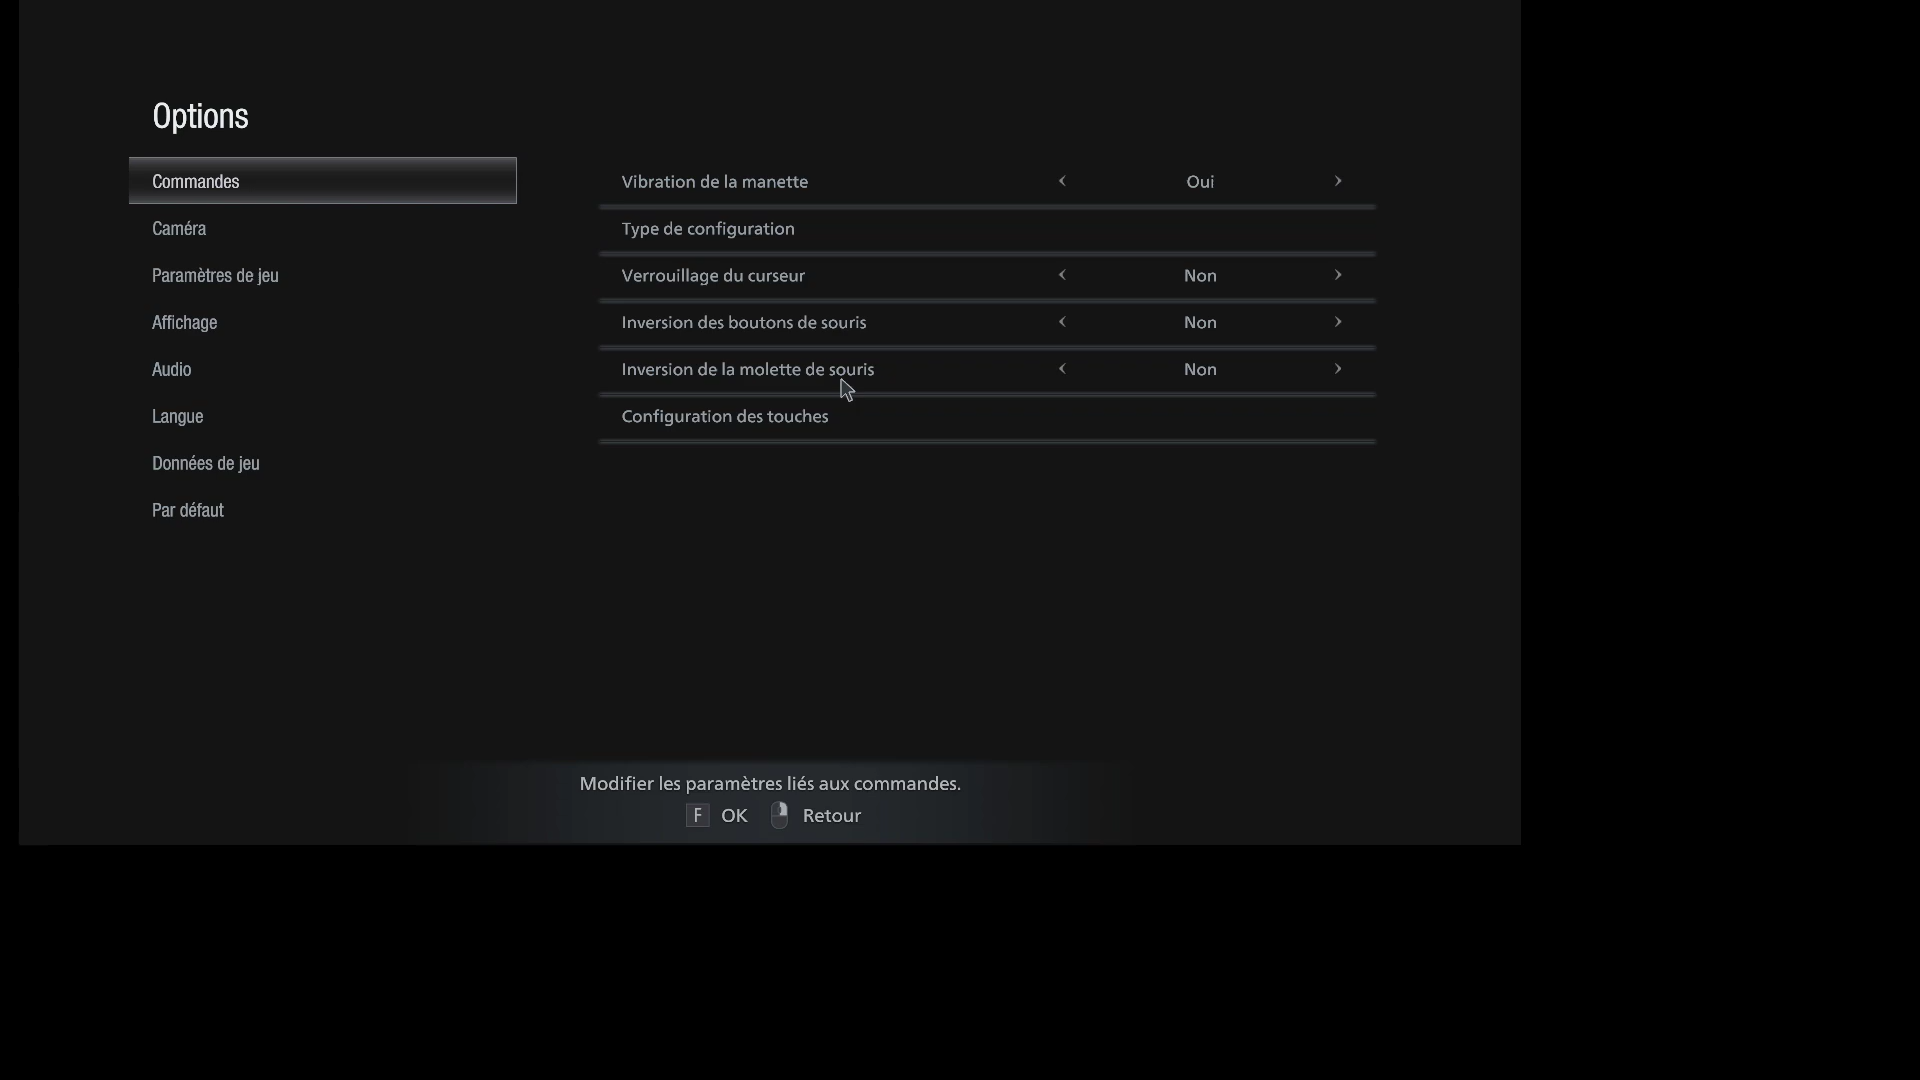 Options
Commandes
Caméra
Paramètres de jeu
Affichage
Audio
Langue
Données de jeu
Par défaut
Vibration de la manette < Oui >
Type de configuration
Verrouillage du curseur < Non >
Inversion des boutons de souris < Non >
Inversion de la molette de souris < Non >
Configuration des touches
Modifier les paramètres liés aux commandes.
F OK Retour